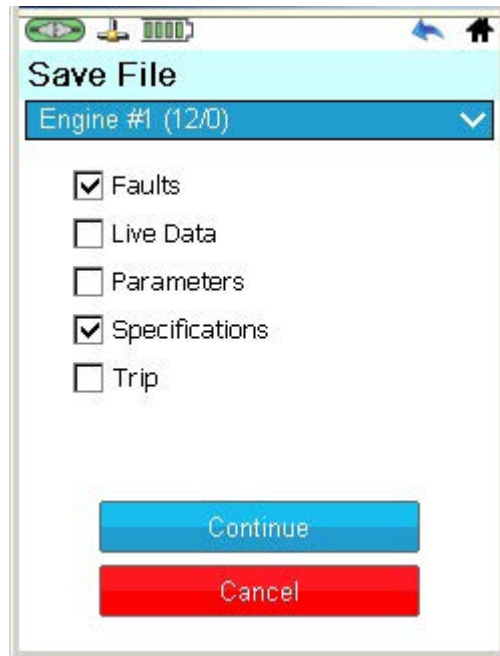 Save File
Engine #1 (12/0)
Faults
Live Data
Parameters
Specifications
Trip
Continue
Cancel